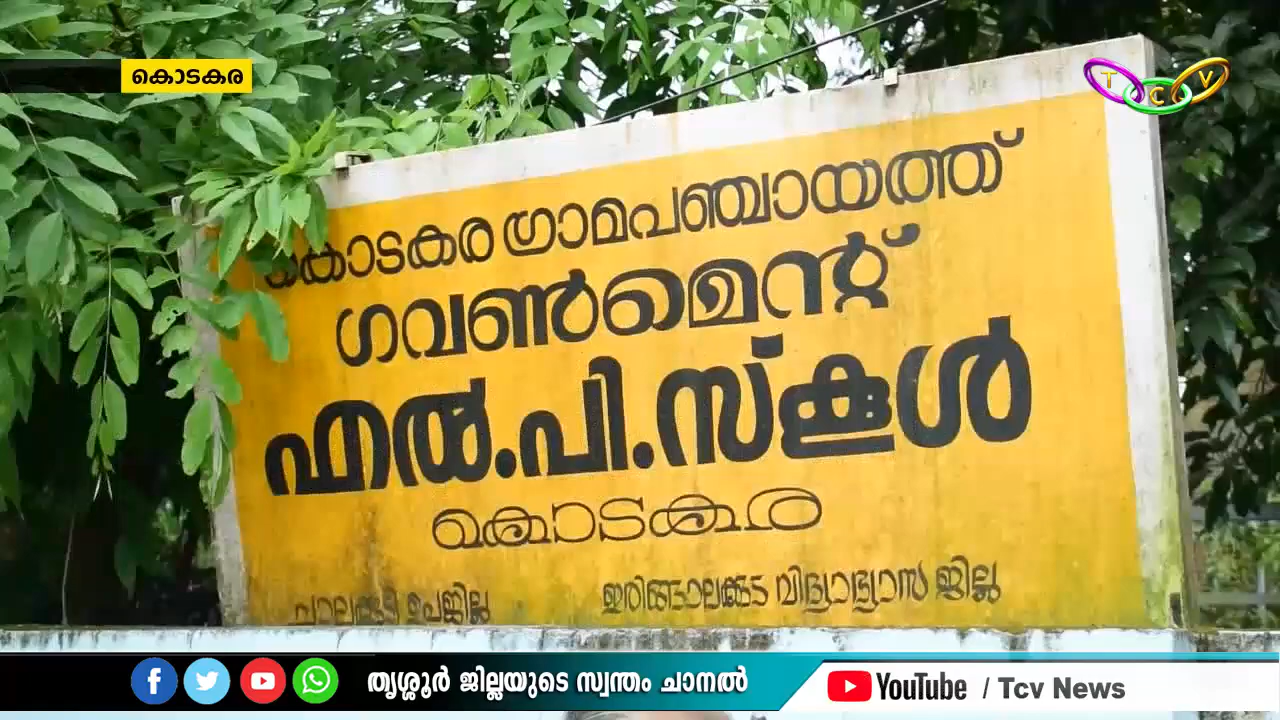 കൊടകര
TCV
കൊടകര ഗ്രാമപഞ്ചായത്ത്
ഗവൺമെന്റ്
എൽ.പി.സ്കൂൾ
കൊടകര
ചാലക്കുടി ഉപജില്ല ഇരിങ്ങാലക്കുട വിദ്യാഭ്യാസ ജില്ല
തൃശ്ശൂർ ജില്ലയുടെ സ്വന്തം ചാനൽ
YouTube / Tcv News